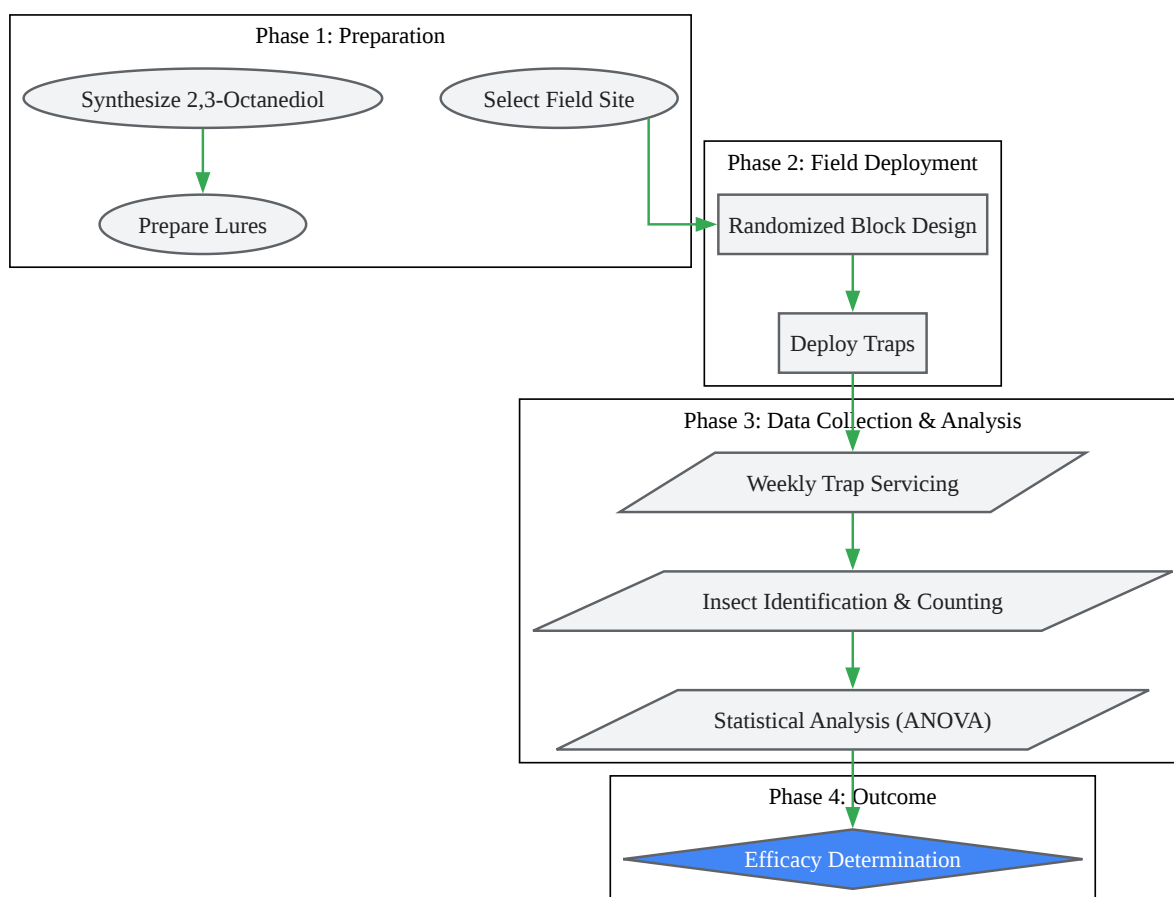 Phase 1: Preparation
Synthesize 2,3-Octanediol
Select Field Site
Prepare Lures
Phase 2: Field Deployment
Randomized Block Design
Deploy Traps
Phase 3: Data Collection & Analysis
Weekly Trap Servicing
Insect Identification & Counting
Statistical Analysis (ANOVA)
Phase 4: Outcome
Efficacy Determination